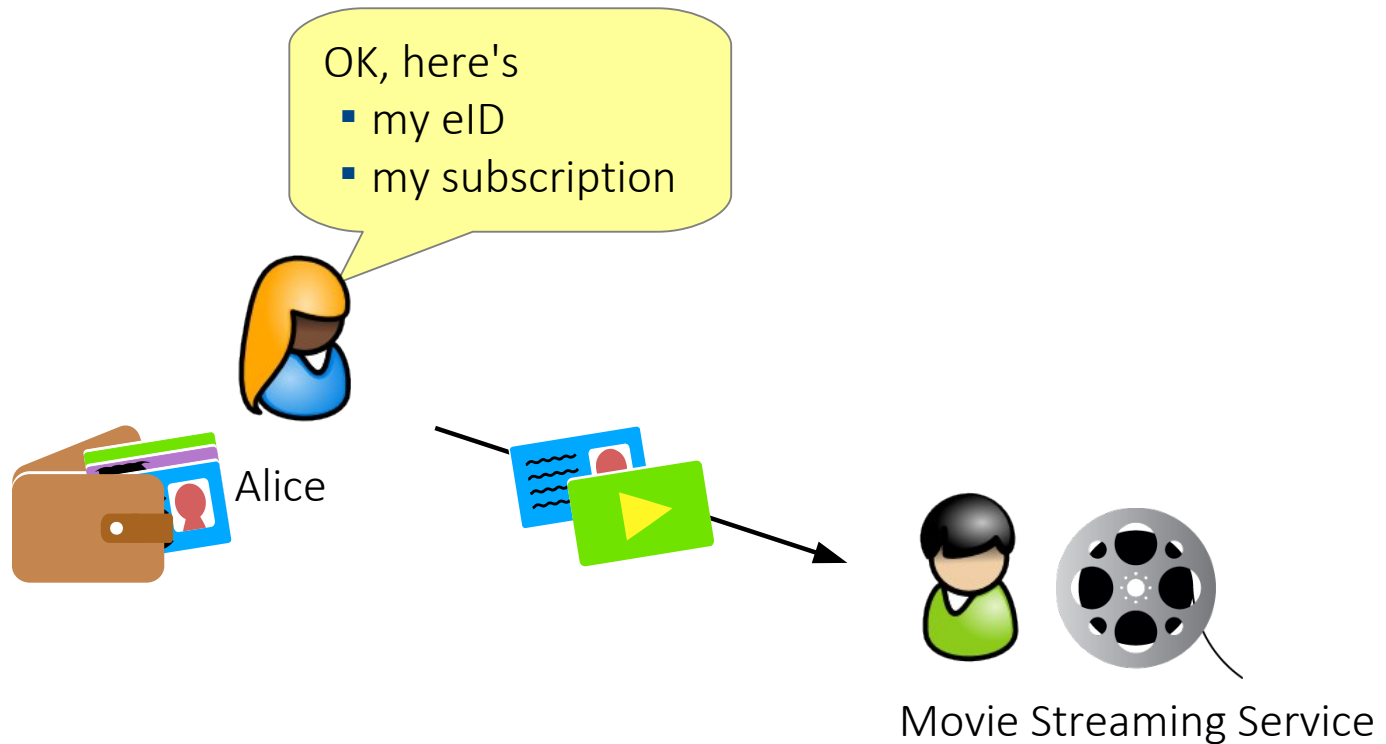 OK, here's
▪ my eID
▪ my subscription
Alice
Movie Streaming Service